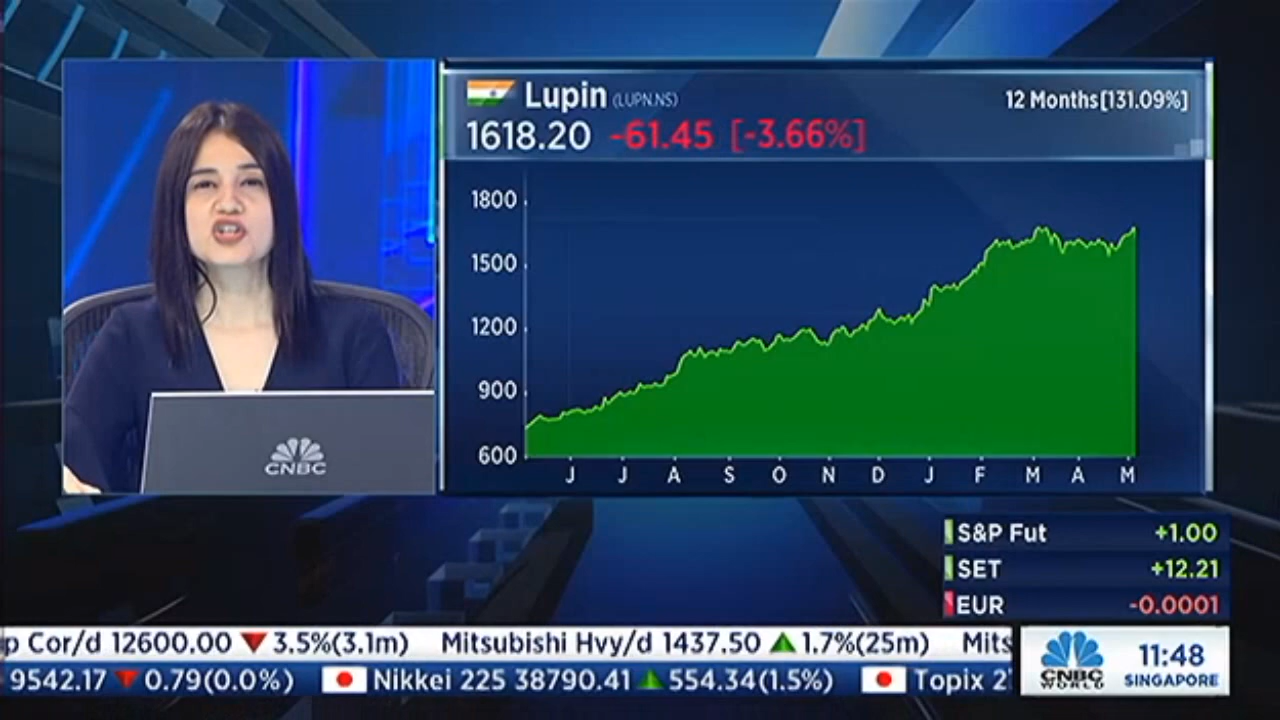 Lupin (LUPN.NS)
12 Months[131.09%]
1618.20 -61.45 [-3.66%]
1800
1500
1200
900
600
J J A S O N D J F M A M
CNBC
S&P Fut +1.00
SET +12.21
EUR -0.0001
p Cor/d 12600.00 ▼ 3.5%(3.1m) Mitsubishi Hvy/d 1437.50 ▲ 1.7%(25m) Mits
9542.17 ▼ 0.79(0.0%) Nikkei 225 38790.41 ▲ 554.34(1.5%) Topix 2
CNBC
WORLD
11:48
SINGAPORE